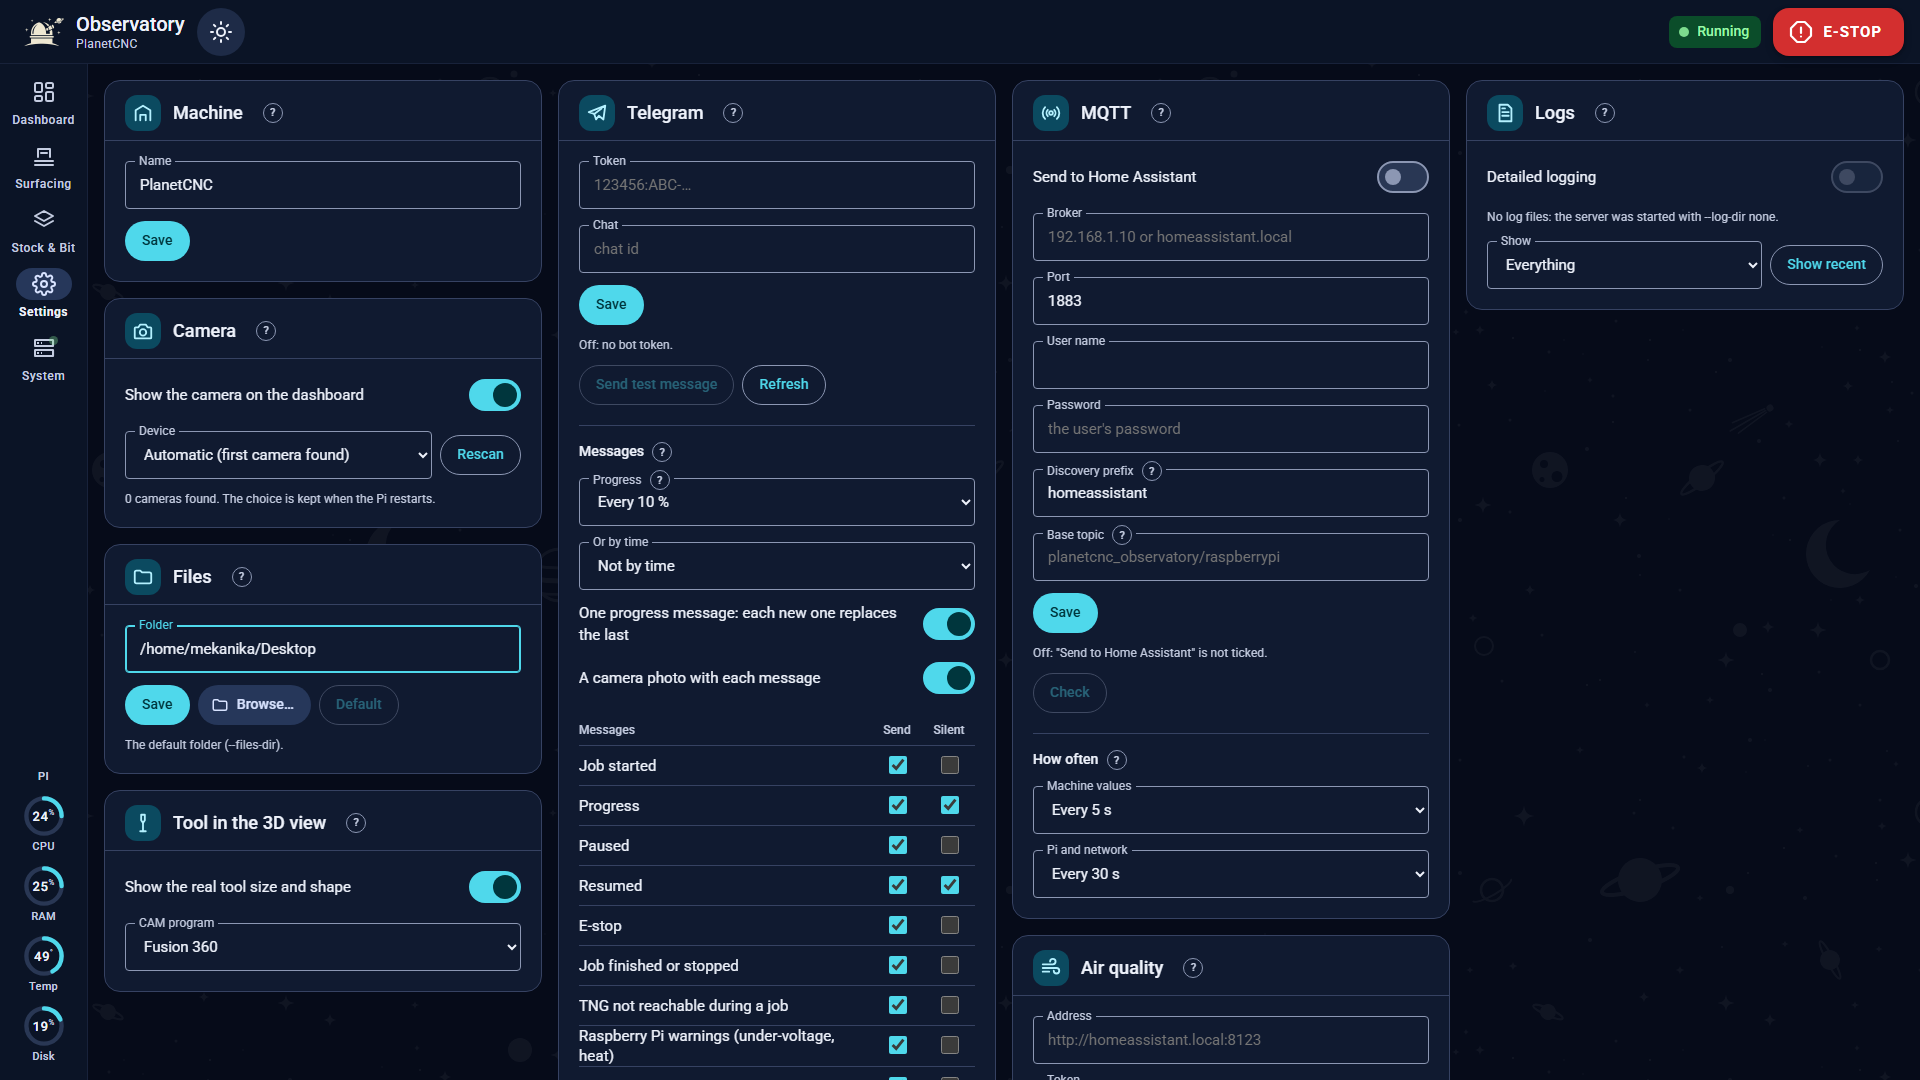 Observatory
PlanetCNC
Running
E-STOP
Dashboard
Surfacing
Stock & Bit
Settings
System
PI
24%
CPU
25%
RAM
49°
Temp
19%
Disk
Machine ?
Name
PlanetCNC
Save
Camera ?
Show the camera on the dashboard
Device
Automatic (first camera found)
Rescan
0 cameras found. The choice is kept when the Pi restarts.
Files ?
Folder
/home/mekanika/Desktop
Save
Browse...
Default
The default folder (--files-dir).
Tool in the 3D view ?
Show the real tool size and shape
CAM program
Fusion 360
Telegram ?
Token
123456:ABC-...
Chat
chat id
Save
Off: no bot token.
Send test message
Refresh
Messages ?
Progress ?
Every 10 %
Or by time
Not by time
One progress message: each new one replaces
the last
A camera photo with each message
Messages Send Silent
Job started
Progress
Paused
Resumed
E-stop
Job finished or stopped
TNG not reachable during a job
Raspberry Pi warnings (under-voltage,
heat)
MQTT ?
Send to Home Assistant
Broker
192.168.1.10 or homeassistant.local
Port
1883
User name
Password
the user's password
Discovery prefix ?
homeassistant
Base topic ?
planetcnc_observatory/raspberrypi
Save
Off: "Send to Home Assistant" is not ticked.
Check
How often ?
Machine values
Every 5 s
Pi and network
Every 30 s
Air quality ?
Address
http://homeassistant.local:8123
Token
Logs ?
Detailed logging
No log files: the server was started with --log-dir none.
Show
Everything
Show recent